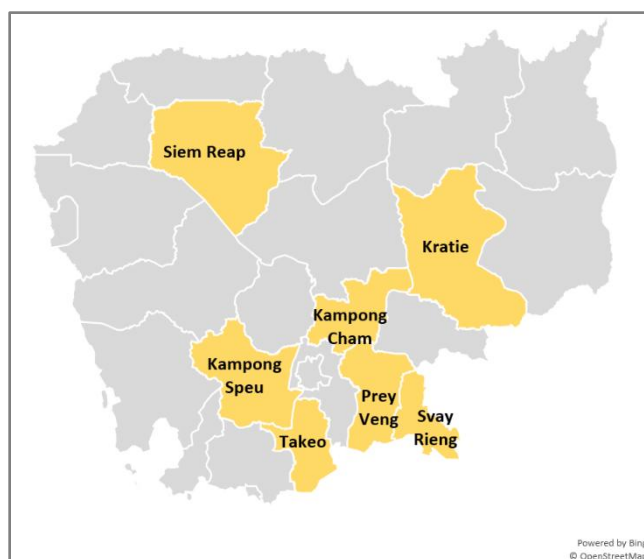 Siem Reap
Kratie
Kampong
Cham
Kampong
Speu
Prey
Veng
Svay
Rieng
Takeo
Powered by Bing
© OpenStreetMap